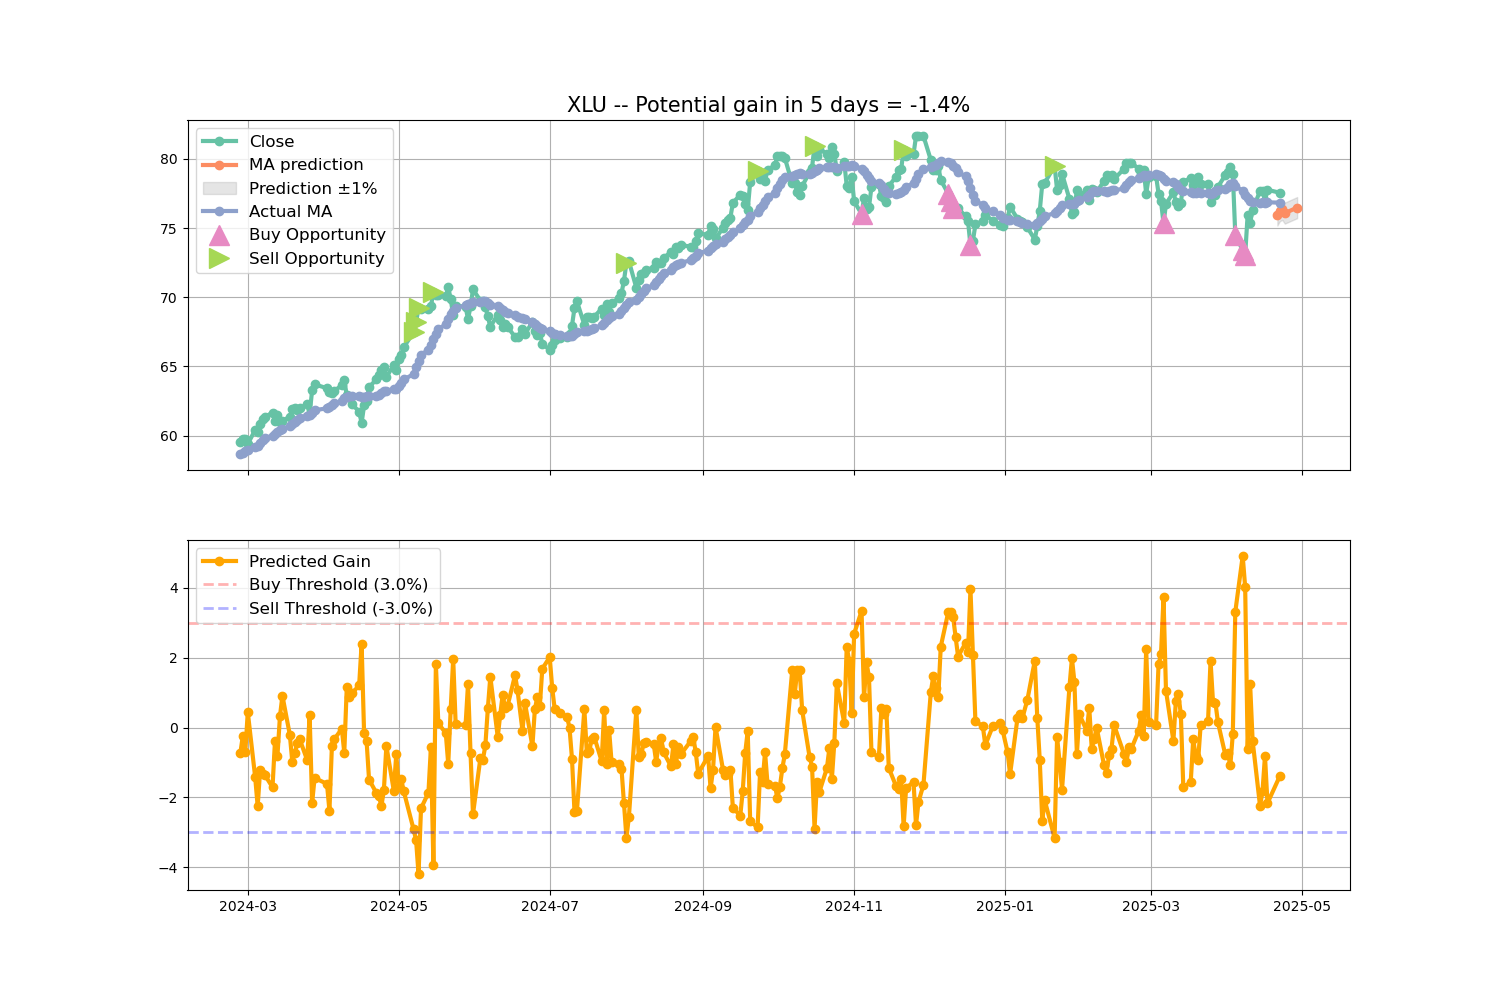 XLU -- Potential gain in 5 days = -1.4%
Close
MA prediction
Prediction ±1%
Actual MA
Buy Opportunity
Sell Opportunity
80
75
70
65
60
Predicted Gain
Buy Threshold (3.0%)
Sell Threshold (-3.0%)
4
2
0
−2
−4
2024-03 2024-05 2024-07 2024-09 2024-11 2025-01 2025-03 2025-05